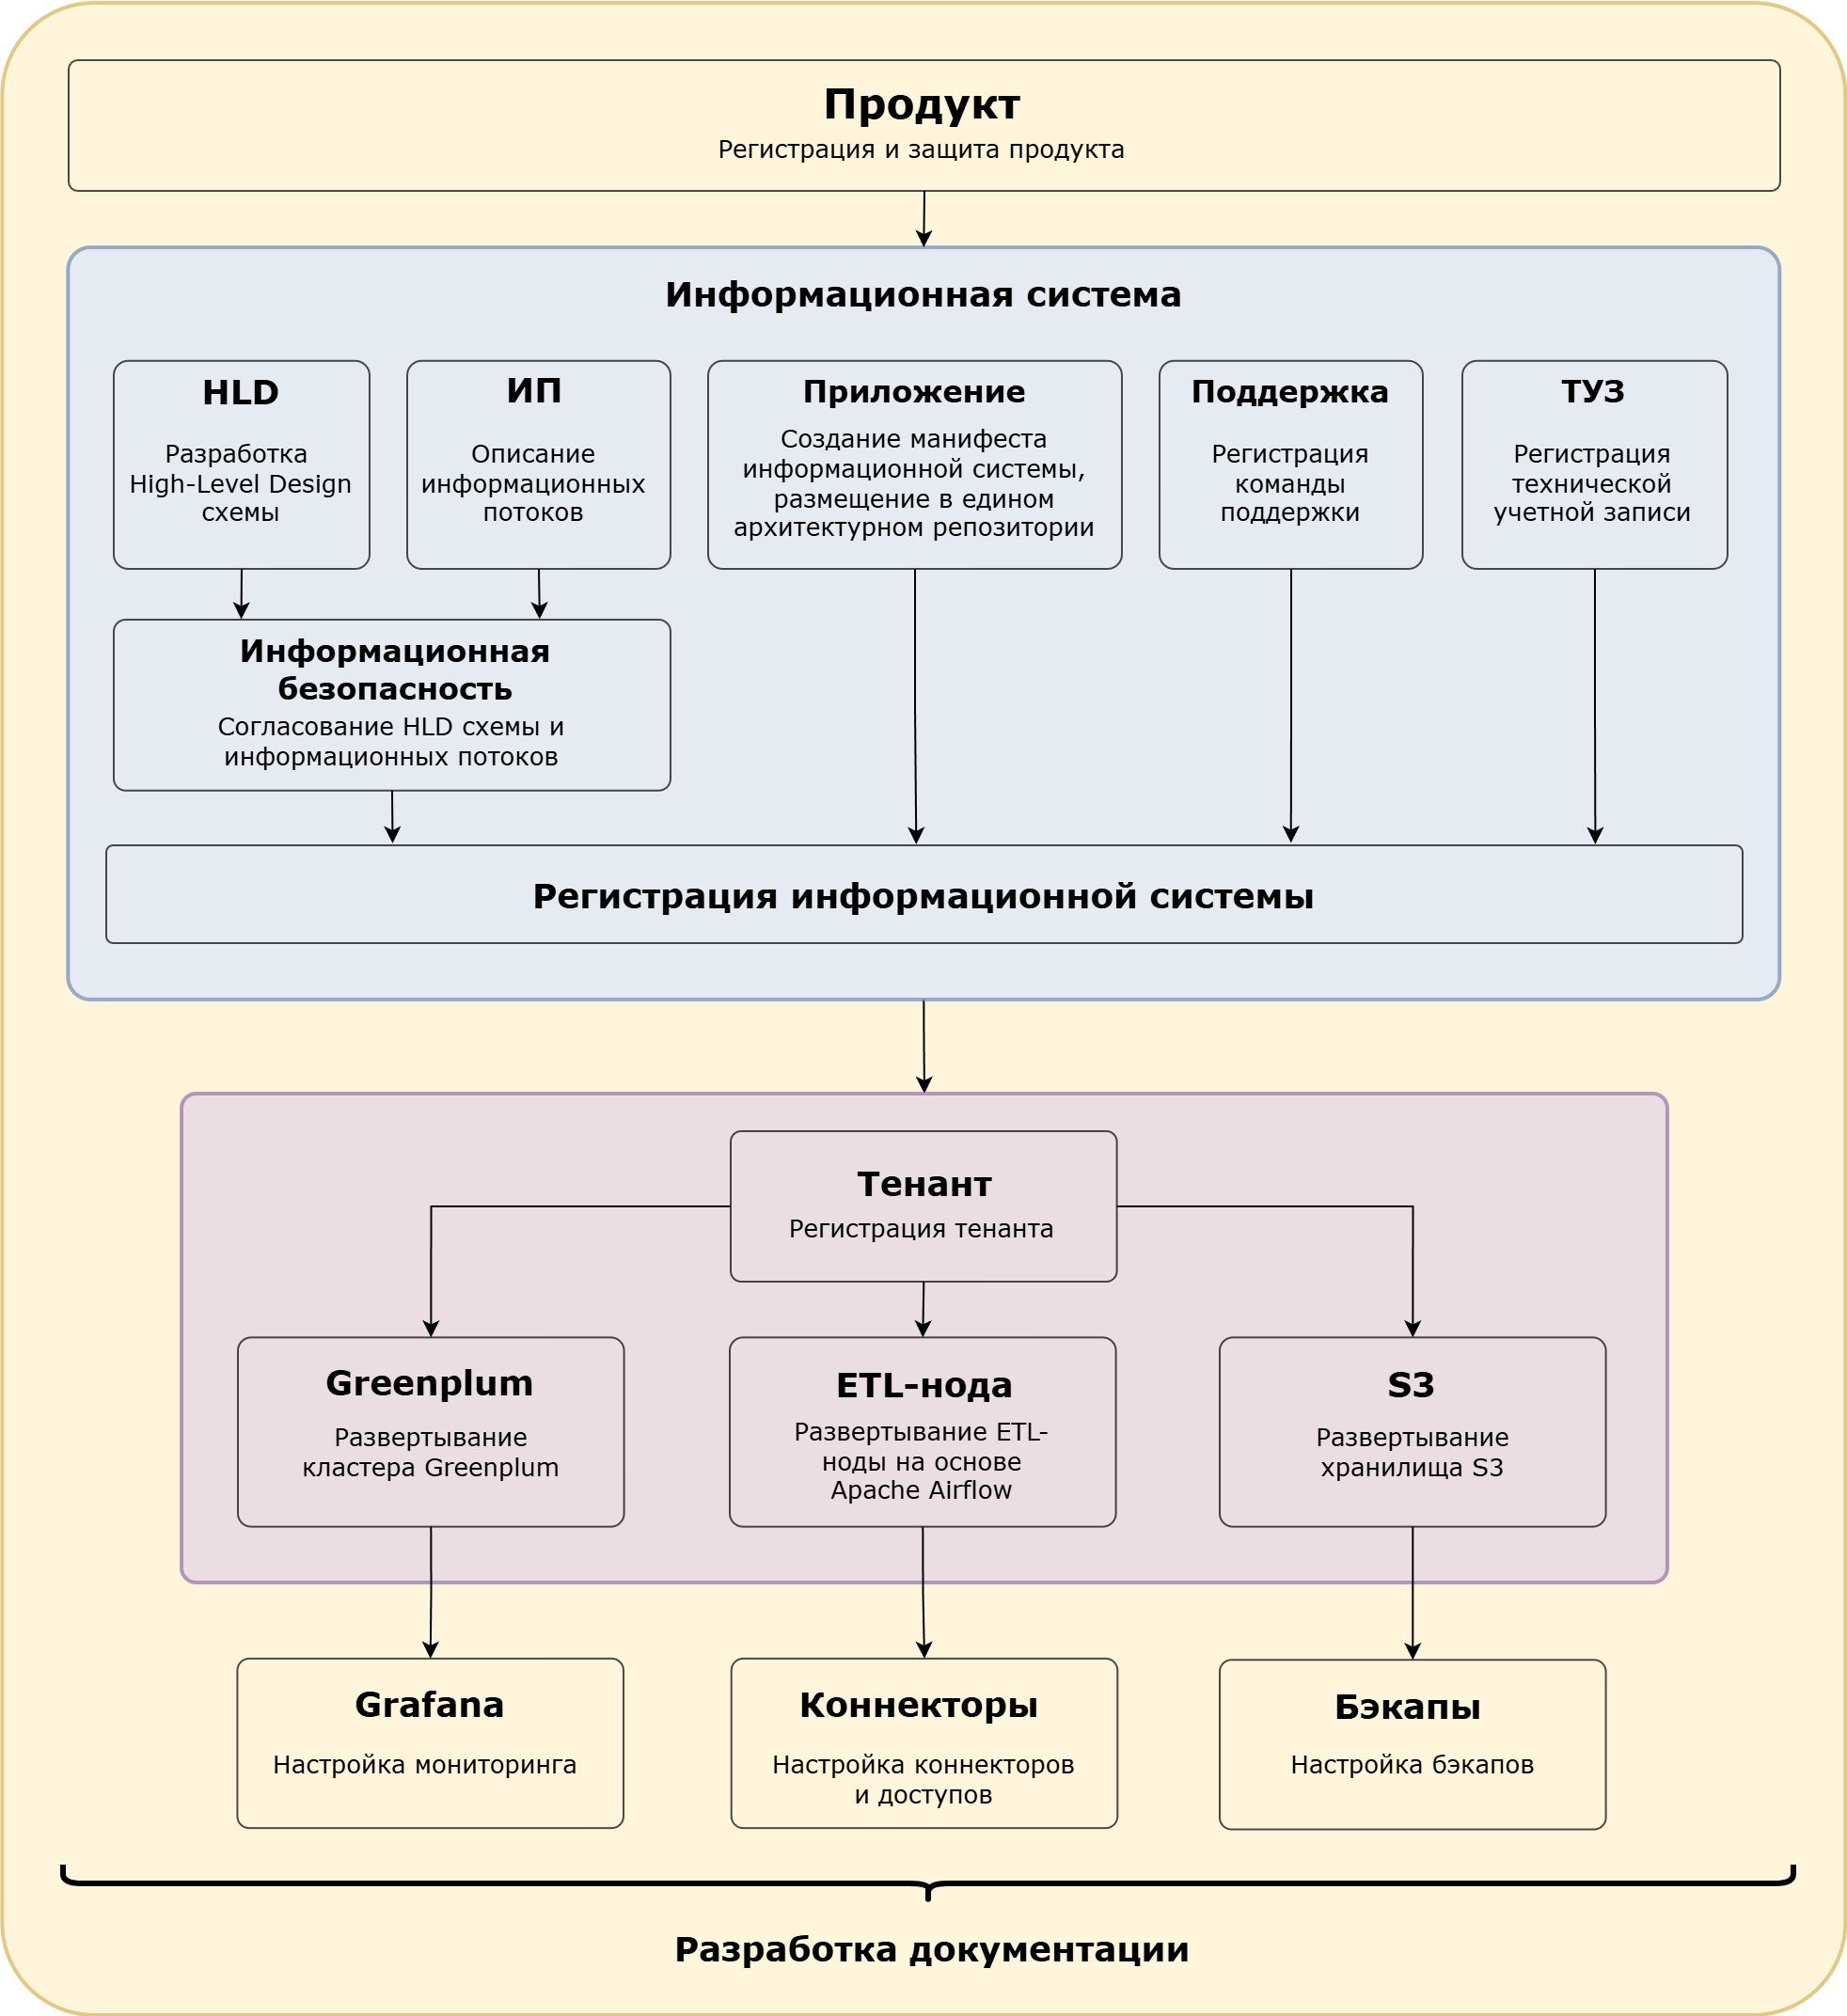 Продукт
Регистрация и защита продукта
Информационная система
HLD
Разработка
High-Level Design
схемы
ИП
Описание
информационных
потоков
Приложение
Создание манифеста
информационной системы,
размещение в едином
архитектурном репозитории
Поддержка
Регистрация
команды
поддержки
ТУЗ
Регистрация
технической
учетной записи
Информационная
безопасность
Согласование HLD схемы и
информационных потоков
Регистрация информационной системы
Тенант
Регистрация тенанта
Greenplum
Развертывание
кластера Greenplum
ETL-нода
Развертывание ETL-
ноды на основе
Apache Airflow
S3
Развертывание
хранилища S3
Grafana
Настройка мониторинга
Коннекторы
Настройка коннекторов
и доступов
Бэкапы
Настройка бэкапов
Разработка документации